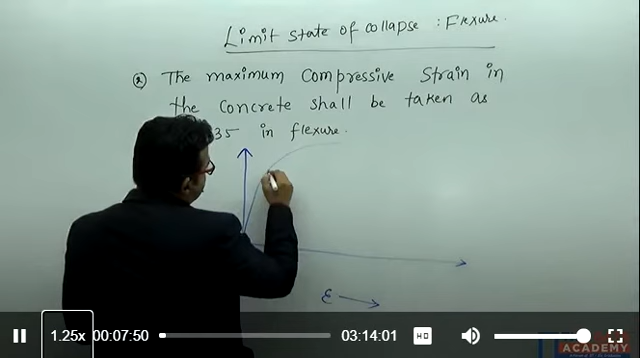 Limit state of collapse : Flexure.
② The maximum compressive strain in
the concrete shall be taken as
35 in flexure.
ε
1.25x 00:07:50 03:14:01 HD
ACADEMY